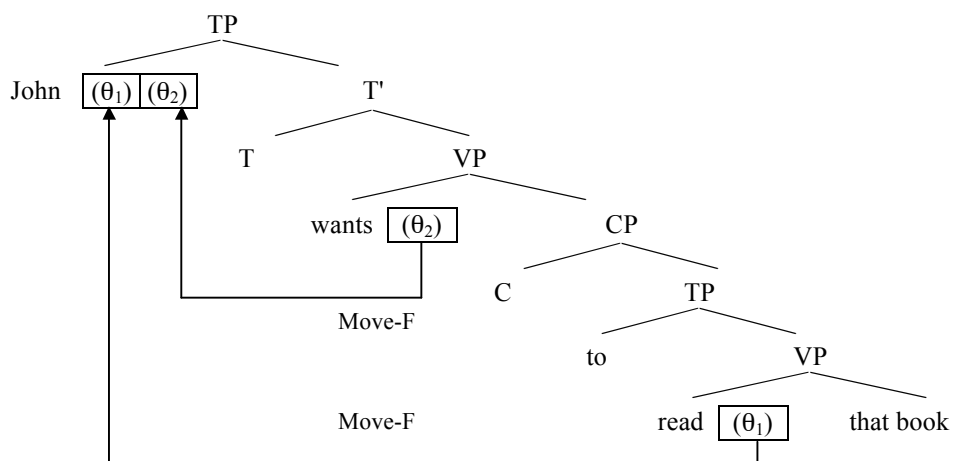 TP
John (θ₁) (θ₂) T'
T VP
wants (θ₂) CP
C TP
Move-F
to VP
Move-F read (θ₁) that book